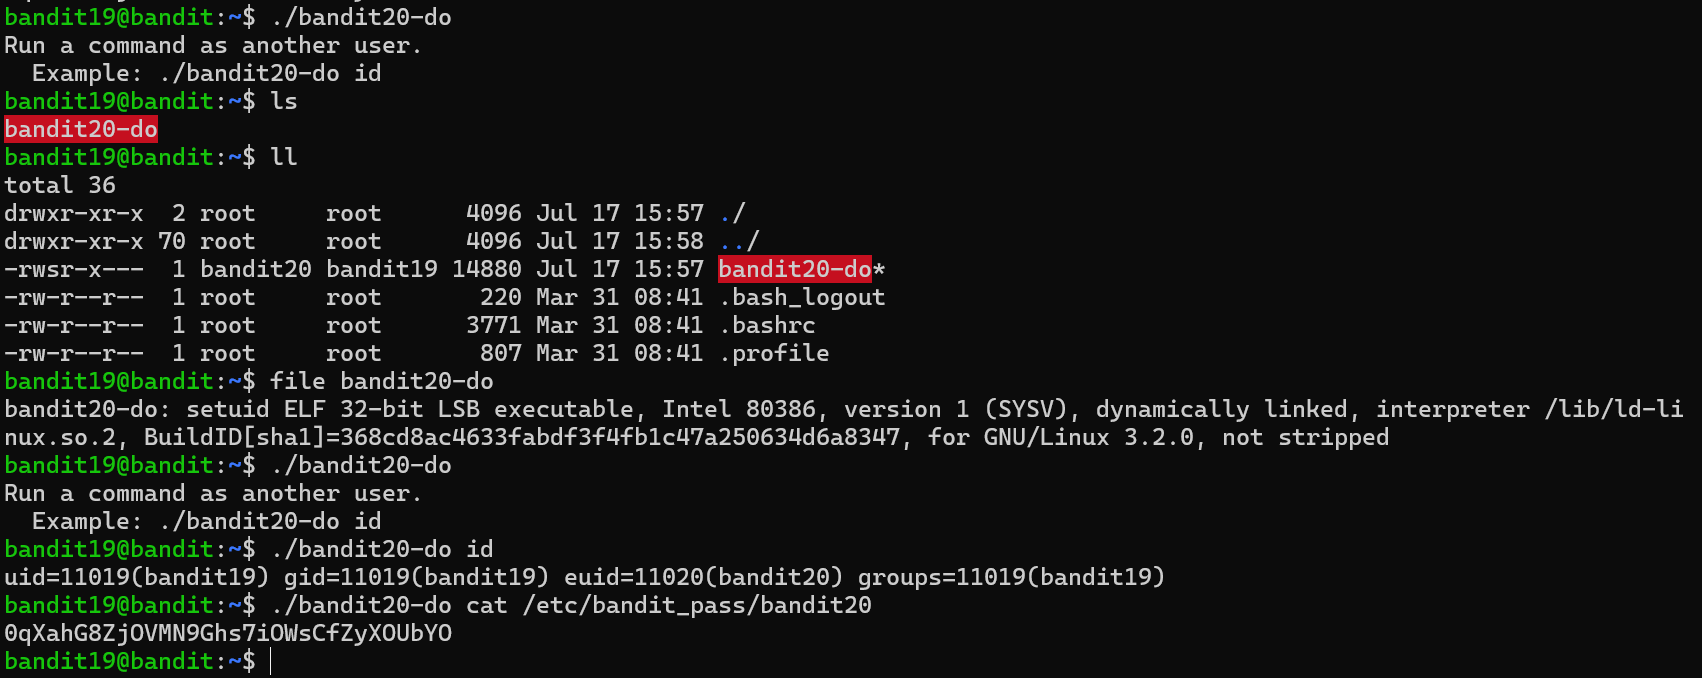 bandit19@bandit:~$ ./bandit20-do
Run a command as another user.
  Example: ./bandit20-do id
bandit19@bandit:~$ ls
bandit20-do
bandit19@bandit:~$ ll
total 36
drwxr-xr-x  2 root     root      4096 Jul 17 15:57 ./
drwxr-xr-x 70 root     root      4096 Jul 17 15:58 ../
-rwsr-x---  1 bandit20 bandit19 14880 Jul 17 15:57 bandit20-do*
-rw-r--r--  1 root     root       220 Mar 31 08:41 .bash_logout
-rw-r--r--  1 root     root      3771 Mar 31 08:41 .bashrc
-rw-r--r--  1 root     root       807 Mar 31 08:41 .profile
bandit19@bandit:~$ file bandit20-do
bandit20-do: setuid ELF 32-bit LSB executable, Intel 80386, version 1 (SYSV), dynamically linked, interpreter /lib/ld-li
nux.so.2, BuildID[sha1]=368cd8ac4633fabdf3f4fb1c47a250634d6a8347, for GNU/Linux 3.2.0, not stripped
bandit19@bandit:~$ ./bandit20-do
Run a command as another user.
  Example: ./bandit20-do id
bandit19@bandit:~$ ./bandit20-do id
uid=11019(bandit19) gid=11019(bandit19) euid=11020(bandit20) groups=11019(bandit19)
bandit19@bandit:~$ ./bandit20-do cat /etc/bandit_pass/bandit20
0qXahG8ZjOVMN9Ghs7iOWsCfZyXOUbYO
bandit19@bandit:~$